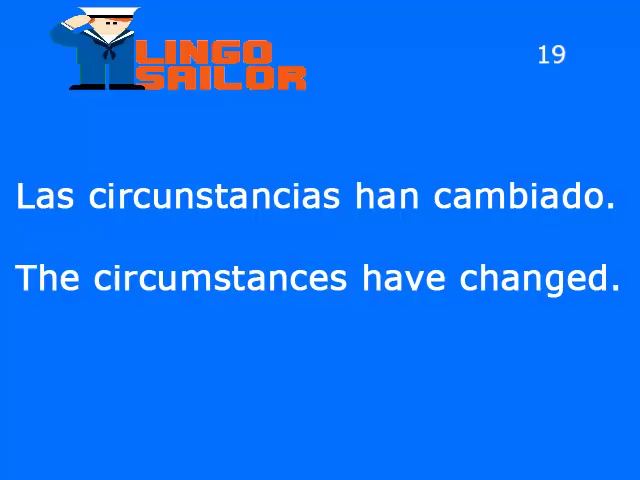 LINGO
SAILOR
19
Las circunstancias han cambiado.
The circumstances have changed.